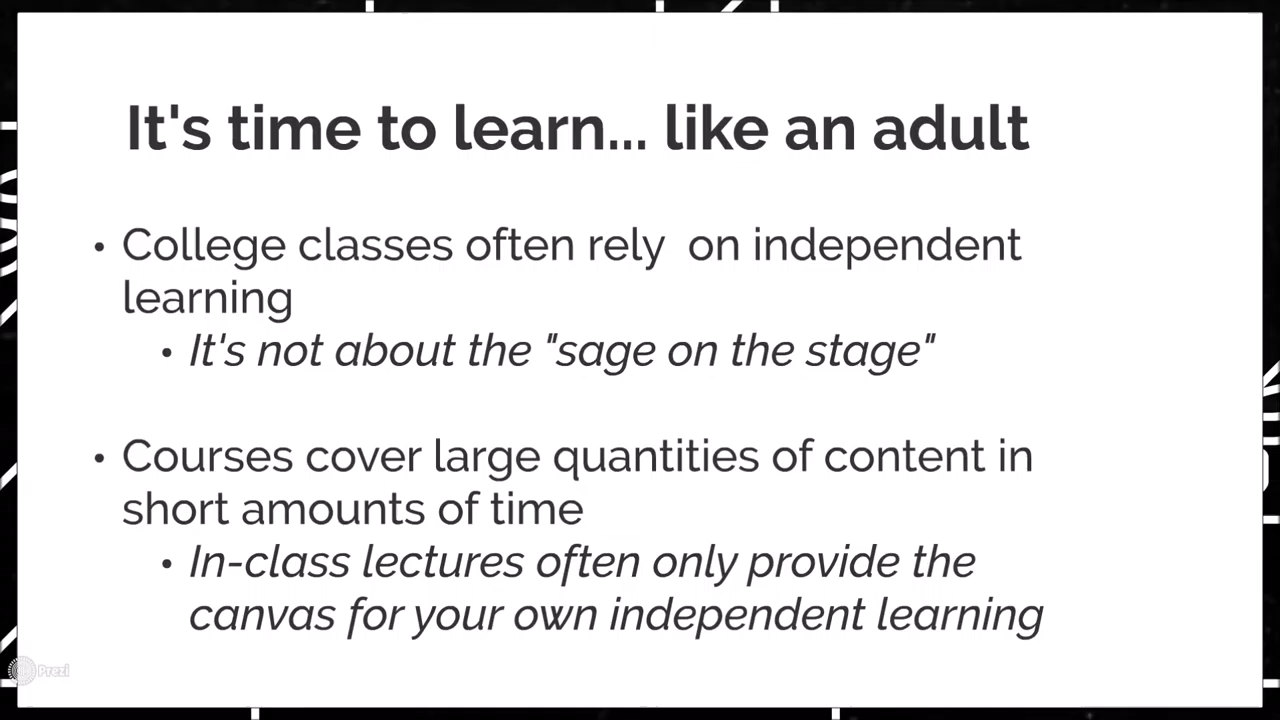 It's time to learn... like an adult
• College classes often rely  on independent
learning
• It's not about the "sage on the stage"
• Courses cover large quantities of content in
short amounts of time
• In-class lectures often only provide the
canvas for your own independent learning
Prezi